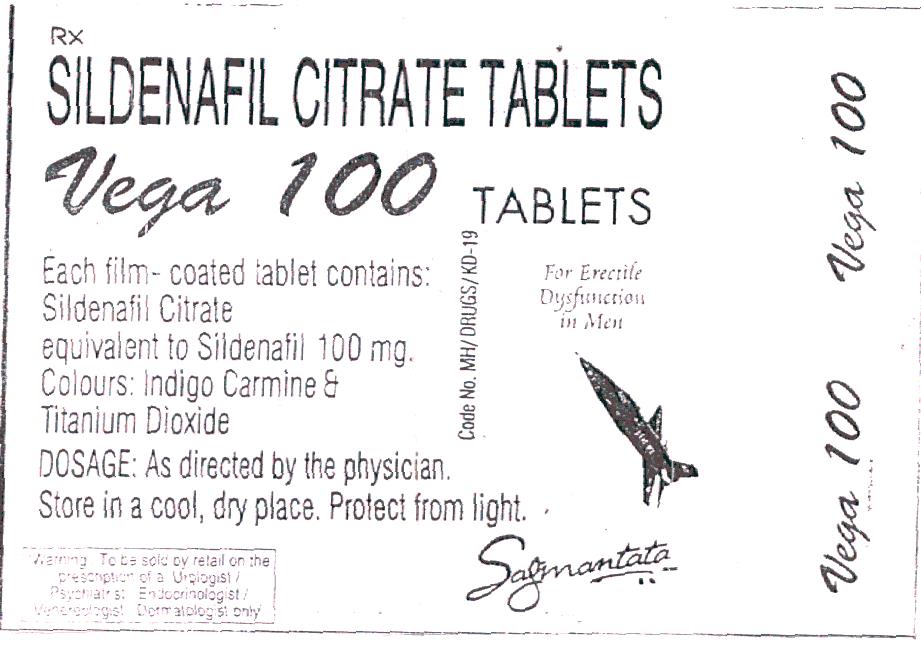 Rx
SILDENAFIL CITRATE TABLETS
Vega 100
TABLETS
Each film- coated tablet contains:
Sildenafil Citrate
equivalent to Sildenafil 100 mg.
Colours: Indigo Carmine &
Titanium Dioxide
DOSAGE: As directed by the physician.
Store in a cool, dry place. Protect from light.
Warning To be sold by retail on the
prescription of a Urologist /
Psychiatrist Endocrinologist /
Venereologist Dermatologist only
Code No. MH/DRUGS/KD-19
For Erectile
Dysfunction
in Men
Vega 100
Vega 100